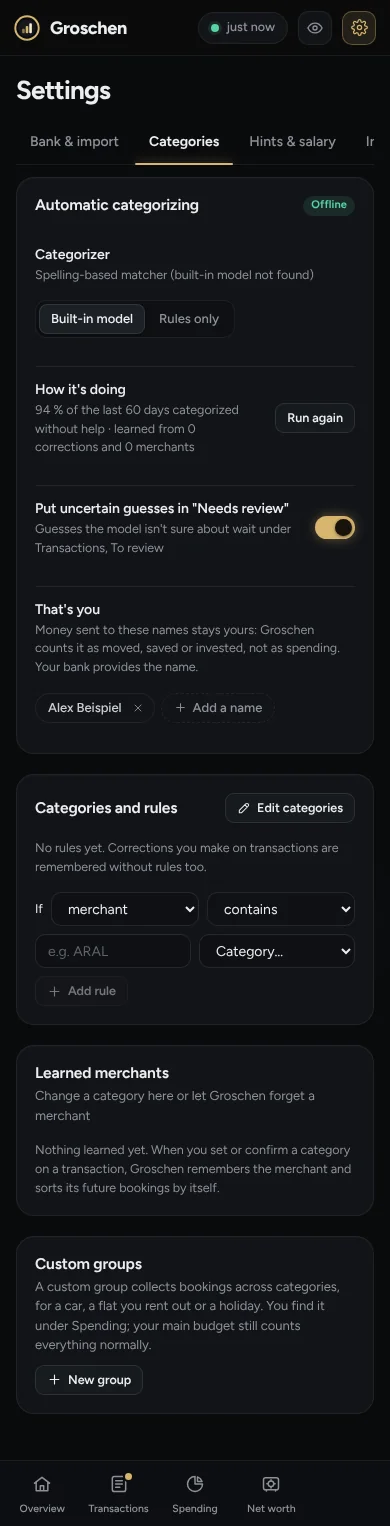 Groschen
just now
Settings
Bank & import
Categories
Hints & salary
Automatic categorizing
Offline
Categorizer
Spelling-based matcher (built-in model not found)
Built-in model
Rules only
How it's doing
94 % of the last 60 days categorized
without help · learned from 0
corrections and 0 merchants
Run again
Put uncertain guesses in "Needs review"
Guesses the model isn't sure about wait under
Transactions, To review
That's you
Money sent to these names stays yours: Groschen
counts it as moved, saved or invested, not as spending.
Your bank provides the name.
Alex Beispiel ×
+ Add a name
Categories and rules
Edit categories
No rules yet. Corrections you make on transactions are
remembered without rules too.
If merchant contains
e.g. ARAL Category...
+ Add rule
Learned merchants
Change a category here or let Groschen forget a
merchant
Nothing learned yet. When you set or confirm a category
on a transaction, Groschen remembers the merchant and
sorts its future bookings by itself.
Custom groups
A custom group collects bookings across categories,
for a car, a flat you rent out or a holiday. You find it
under Spending; your main budget still counts
everything normally.
+ New group
Overview
Transactions
Spending
Net worth